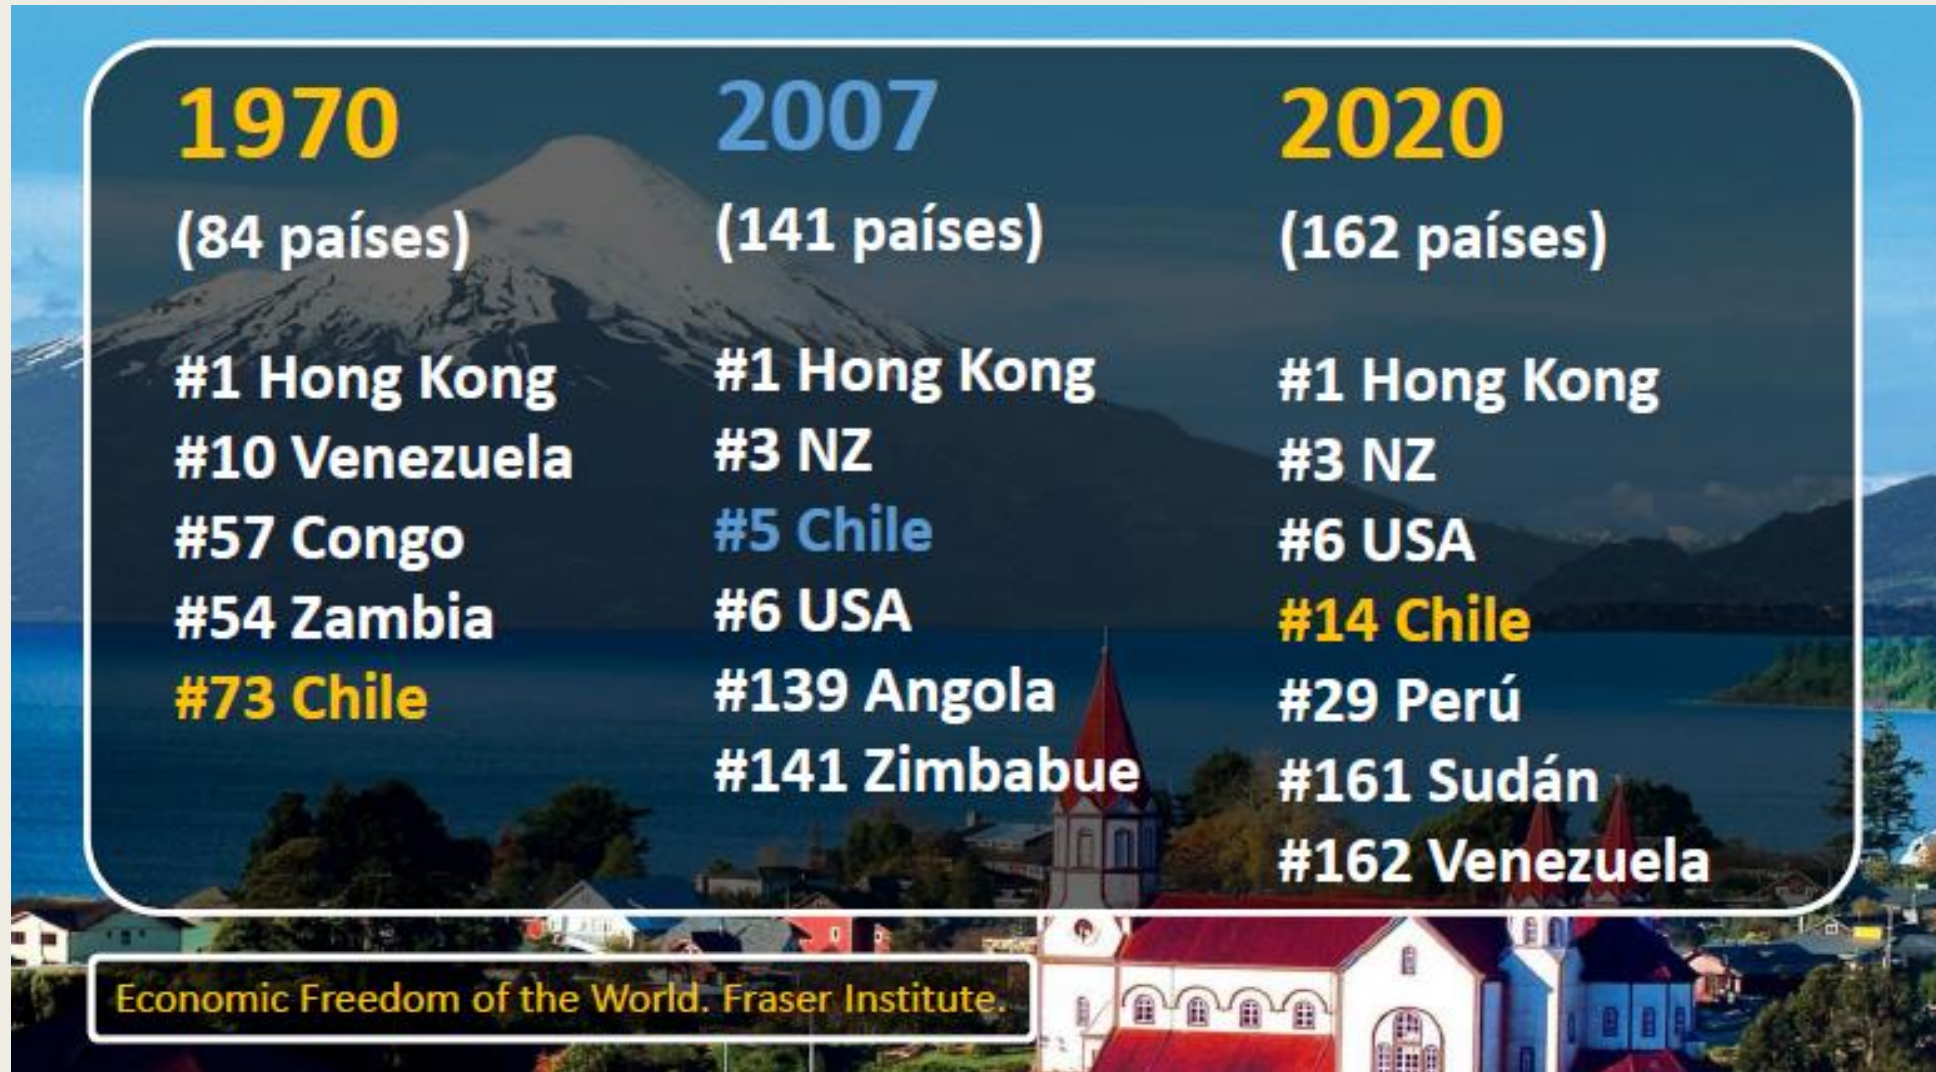 1970
(84 países)
#1 Hong Kong
#10 Venezuela
#57 Congo
#54 Zambia
#73 Chile
2007
(141 países)
#1 Hong Kong
#3 NZ
#5 Chile
#6 USA
#139 Angola
#141 Zimbabue
2020
(162 países)
#1 Hong Kong
#3 NZ
#6 USA
#14 Chile
#29 Perú
#161 Sudán
#162 Venezuela
Economic Freedom of the World. Fraser Institute.